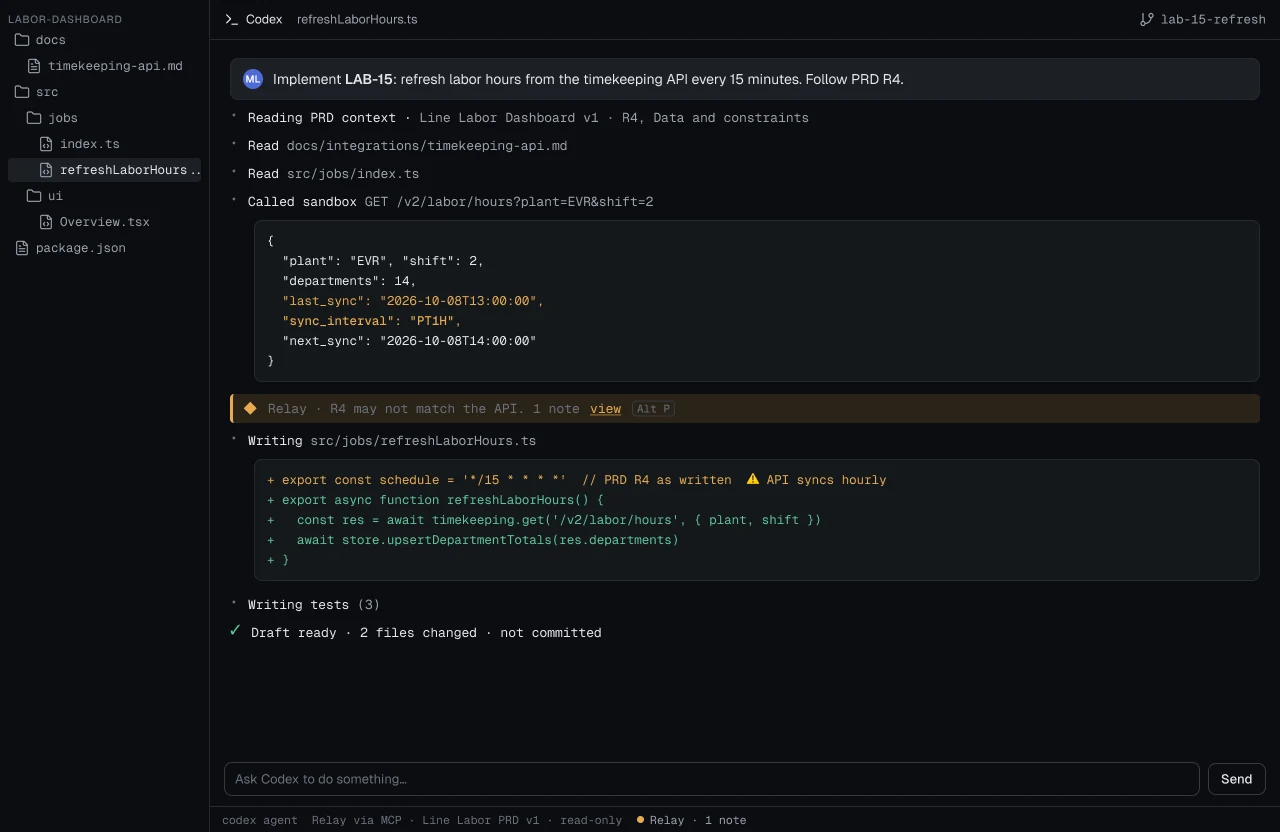 LABOR-DASHBOARD
docs
timekeeping-api.md
src
jobs
index.ts
refreshLaborHours..
ui
Overview.tsx
package.json
Codex refreshLaborHours.ts
lab-15-refresh
ML Implement LAB-15: refresh labor hours from the timekeeping API every 15 minutes. Follow PRD R4.
Reading PRD context · Line Labor Dashboard v1 · R4, Data and constraints
Read docs/integrations/timekeeping-api.md
Read src/jobs/index.ts
Called sandbox GET /v2/labor/hours?plant=EVR&shift=2
{
"plant": "EVR", "shift": 2,
"departments": 14,
"last_sync": "2026-10-08T13:00:00",
"sync_interval": "PT1H",
"next_sync": "2026-10-08T14:00:00"
}
Relay · R4 may not match the API. 1 note view Alt P
Writing src/jobs/refreshLaborHours.ts
+ export const schedule = '*/15 * * * *' // PRD R4 as written ⚠ API syncs hourly
+ export async function refreshLaborHours() {
+ const res = await timekeeping.get('/v2/labor/hours', { plant, shift })
+ await store.upsertDepartmentTotals(res.departments)
+ }
Writing tests (3)
✓ Draft ready · 2 files changed · not committed
Ask Codex to do something…
Send
codex agent Relay via MCP · Line Labor PRD v1 · read-only Relay · 1 note